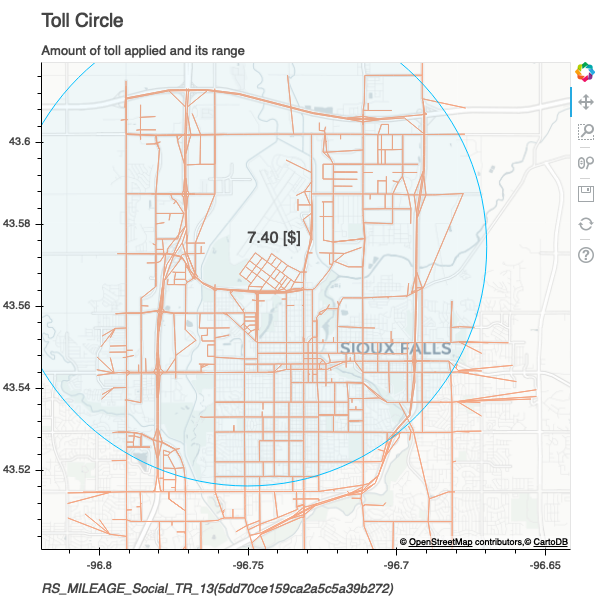 Toll Circle
Amount of toll applied and its range
43.6
43.58
7.40 [$]
43.56
SIOUX FALLS
43.54
43.52
© OpenStreetMap contributors,© CartoDB
-96.8 -96.75 -96.7 -96.65
RS_MILEAGE_Social_TR_13(5dd70ce159ca2a5c5a39b272)